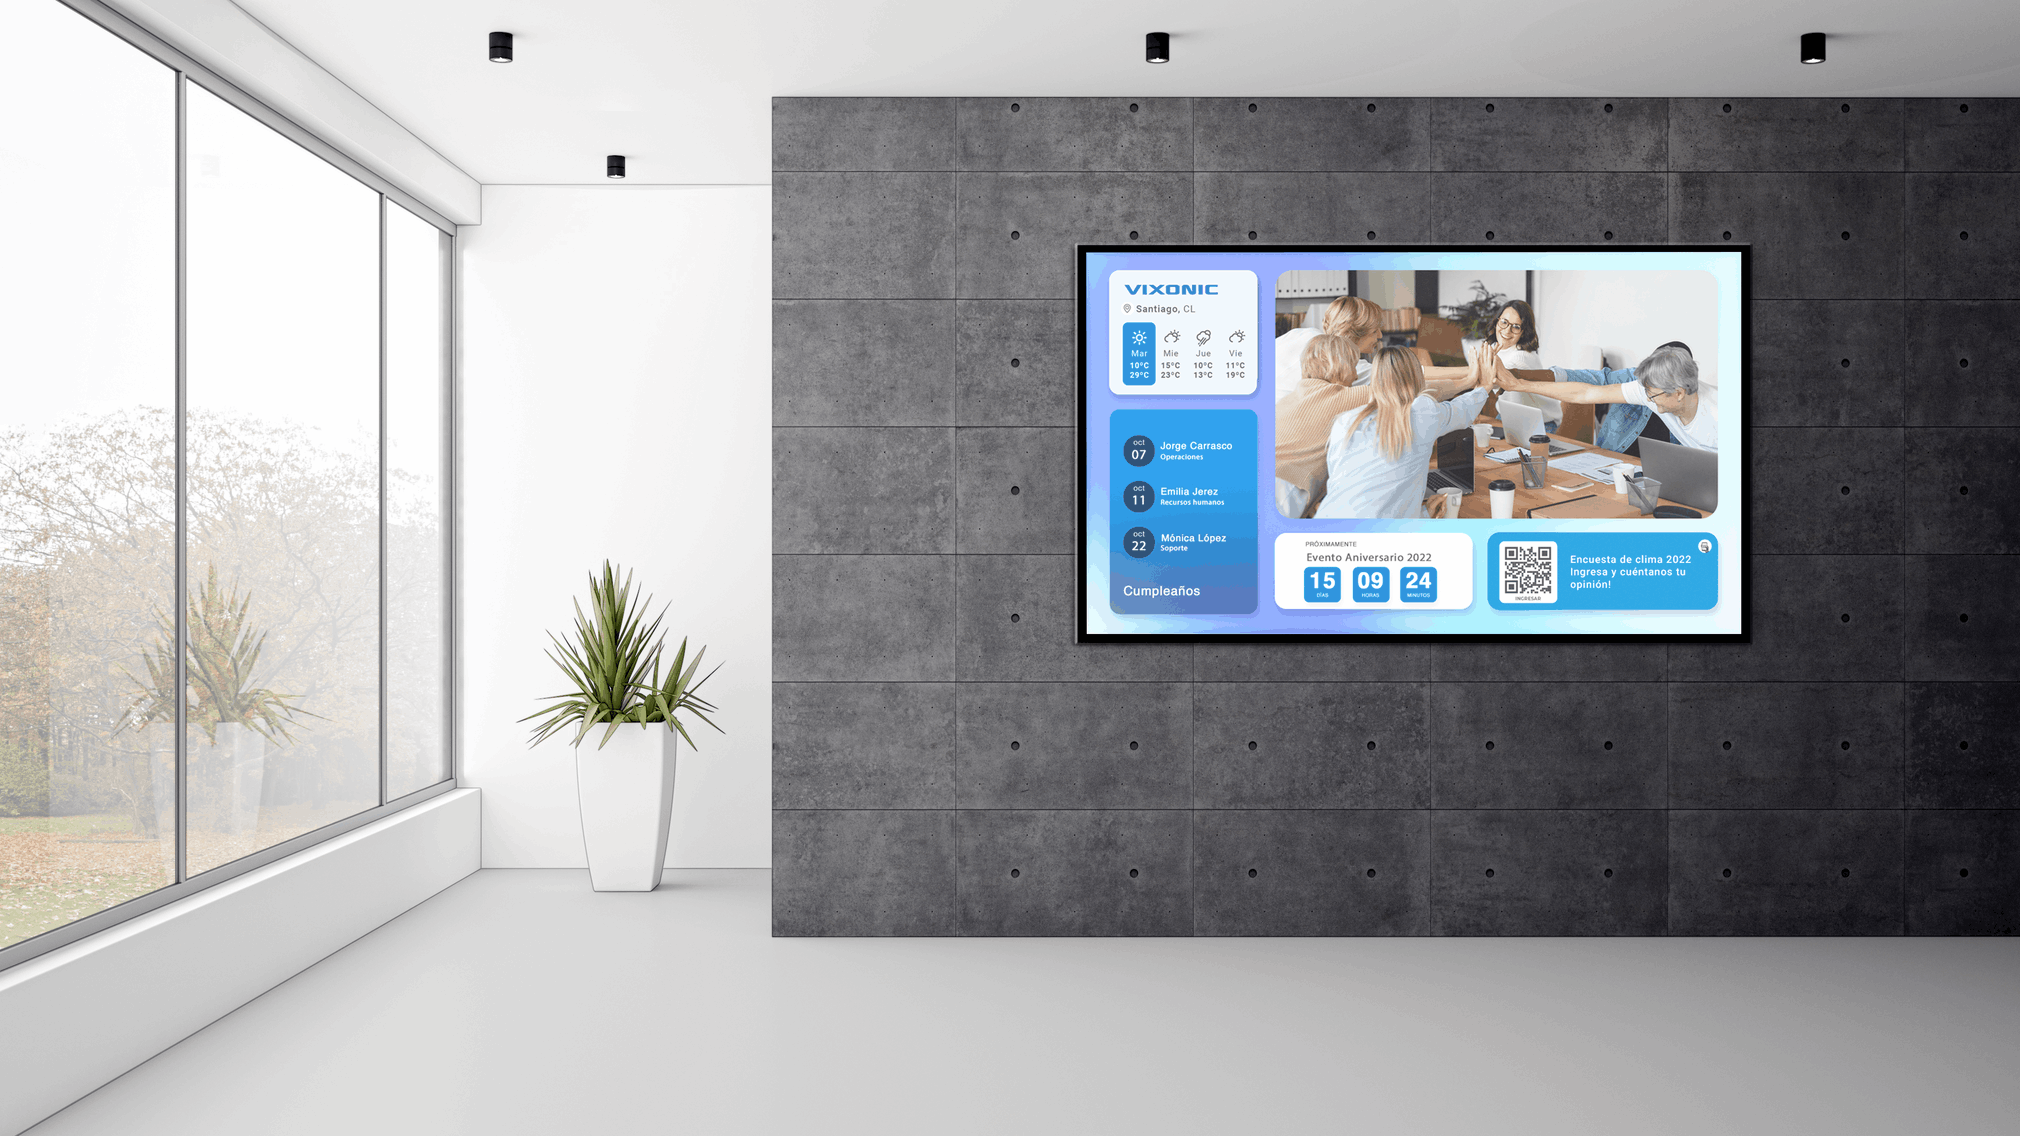 VIXONIC
Santiago, CL
Mar Mie Jue Vie
10°C 15°C 10°C 11°C
29°C 23°C 13°C 19°C
oct
07
Jorge Carrasco
Operaciones
oct
11
Emilia Jerez
Recursos humanos
oct
22
Mónica López
Soporte
Cumpleaños
PRÓXIMAMENTE
Evento Aniversario 2022
15 09 24
DÍAS HORAS MINUTOS
INGRESAR
Encuesta de clima 2022
Ingresa y cuéntanos tu
opinión!